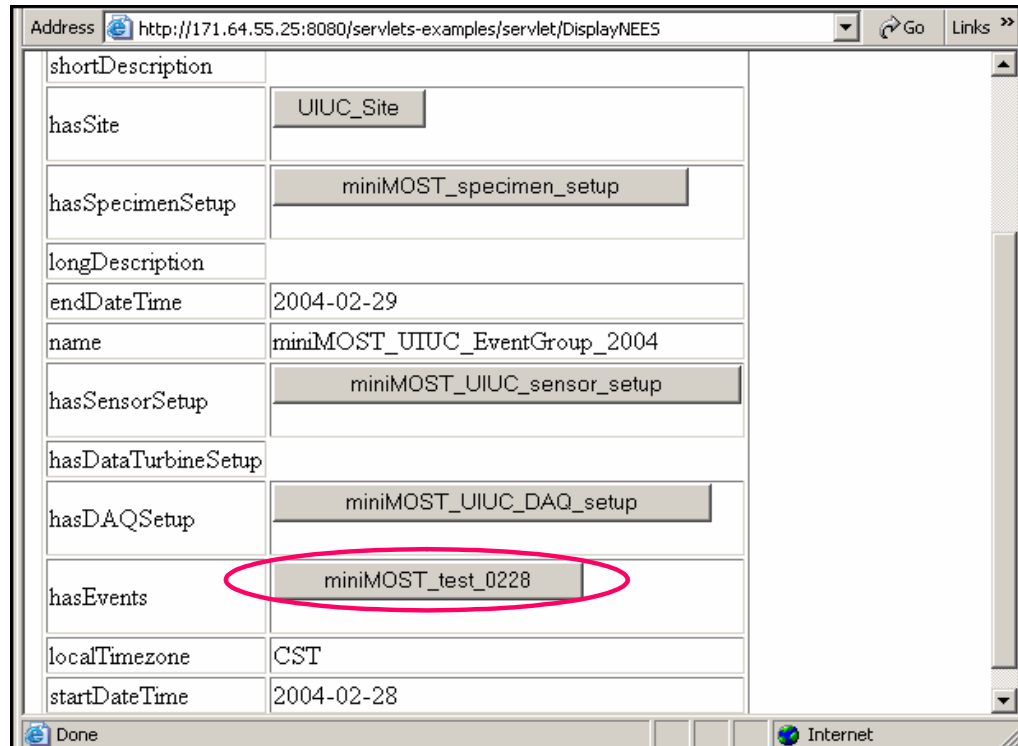 Address http://171.64.55.25:8080/servlets-examples/servlet/DisplayNEES Go Links »
shortDescription
hasSite UIUC_Site
hasSpecimenSetup miniMOST_specimen_setup
longDescription
endDateTime 2004-02-29
name miniMOST_UIUC_EventGroup_2004
hasSensorSetup miniMOST_UIUC_sensor_setup
hasDataTurbineSetup
hasDAQSetup miniMOST_UIUC_DAQ_setup
hasEvents miniMOST_test_0228
localTimezone CST
startDateTime 2004-02-28
Done Internet